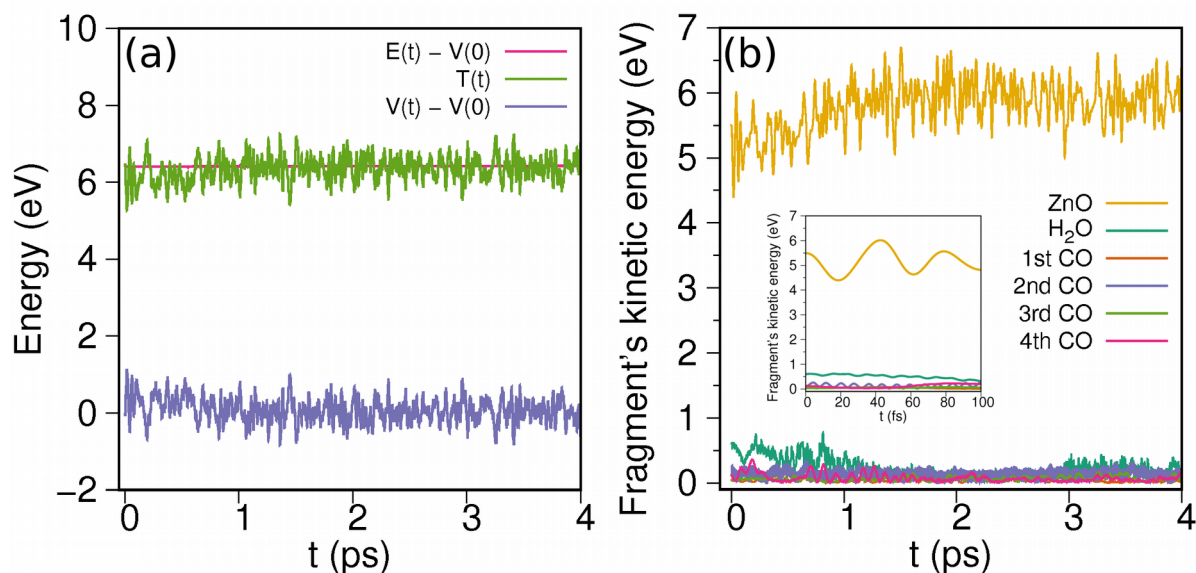 (a)
E(t) − V(0)
T(t)
V(t) − V(0)
Energy (eV)
10
8
6
4
2
0
−2
0
1
2
3
4
t (ps)
(b)
Fragment's kinetic energy (eV)
7
6
5
4
3
2
1
0
ZnO
H₂O
1st CO
2nd CO
3rd CO
4th CO
Fragment's kinetic energy (eV)
7
6
5
4
3
2
1
0
0
20
40
60
80
100
t (fs)
0
1
2
3
4
t (ps)